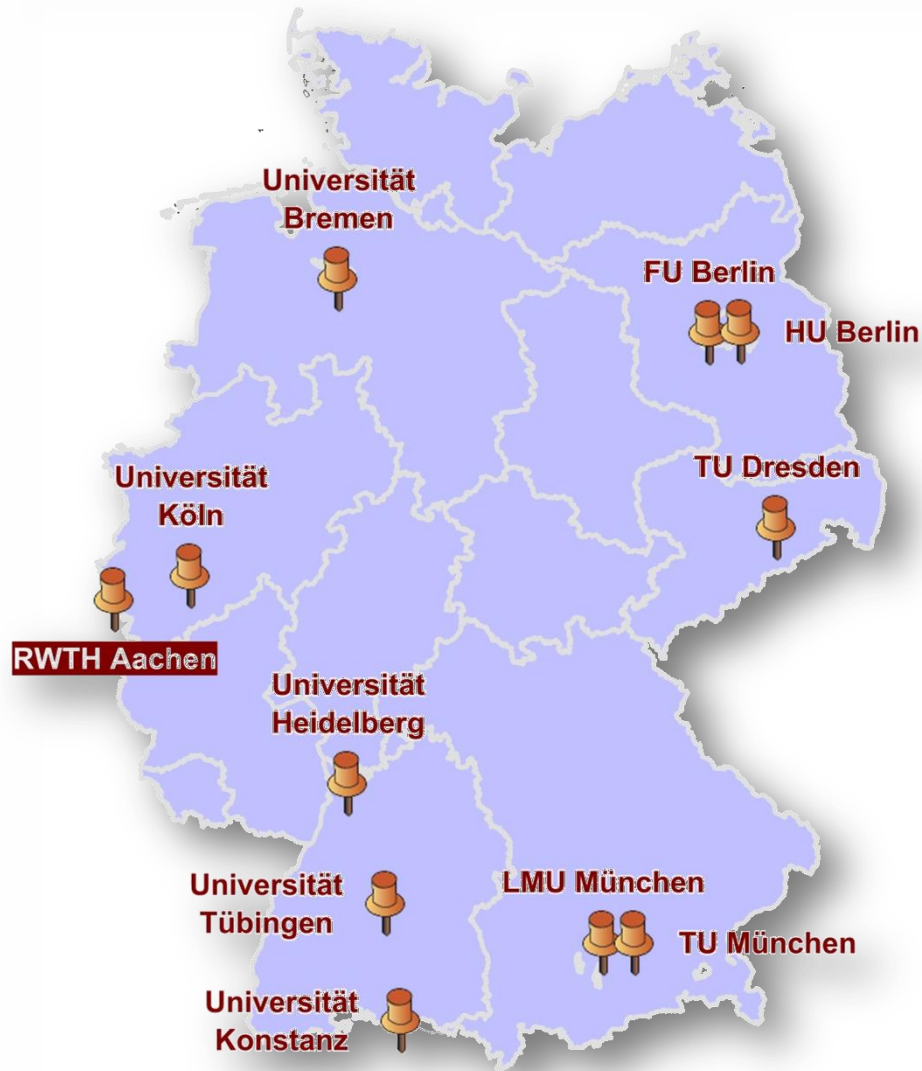 Universität
Bremen
FU Berlin
HU Berlin
TU Dresden
Universität
Köln
RWTH Aachen
Universität
Heidelberg
Universität
Tübingen
LMU München
TU München
Universität
Konstanz